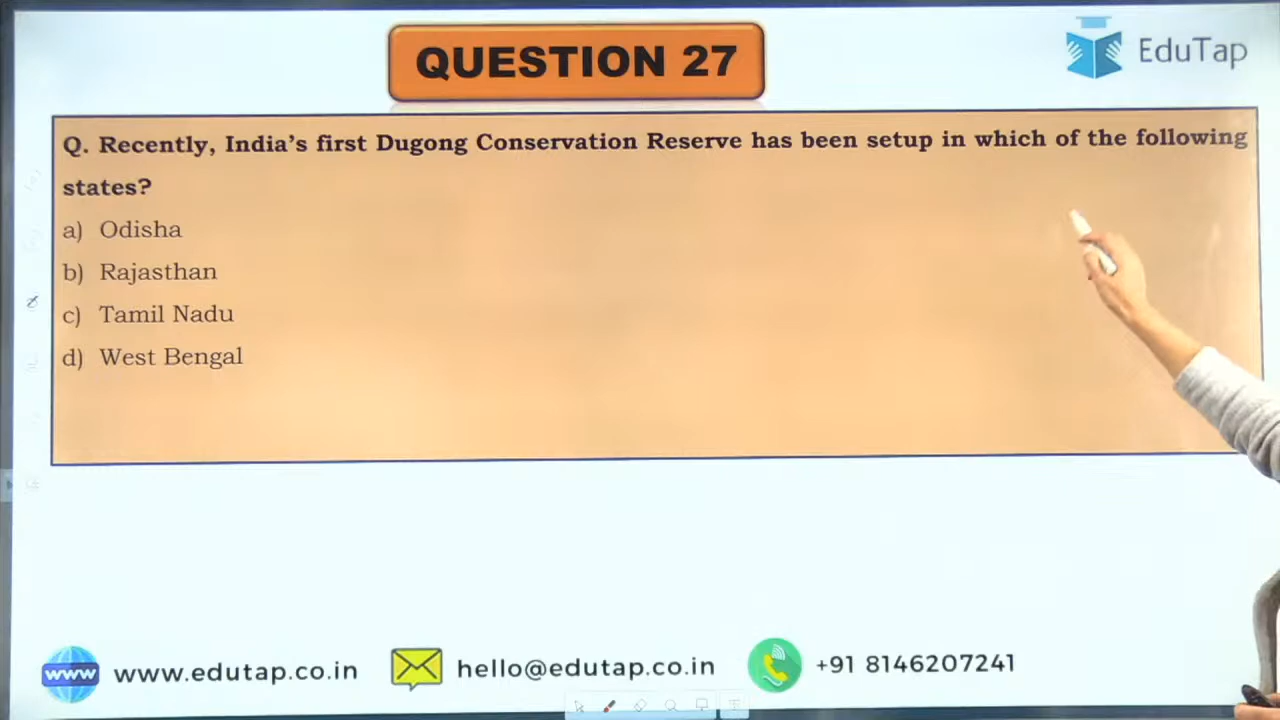 QUESTION 27
EduTap
Q. Recently, India's first Dugong Conservation Reserve has been setup in which of the following
states?
a) Odisha
b) Rajasthan
c) Tamil Nadu
d) West Bengal
www www.edutap.co.in hello@edutap.co.in +91 8146207241